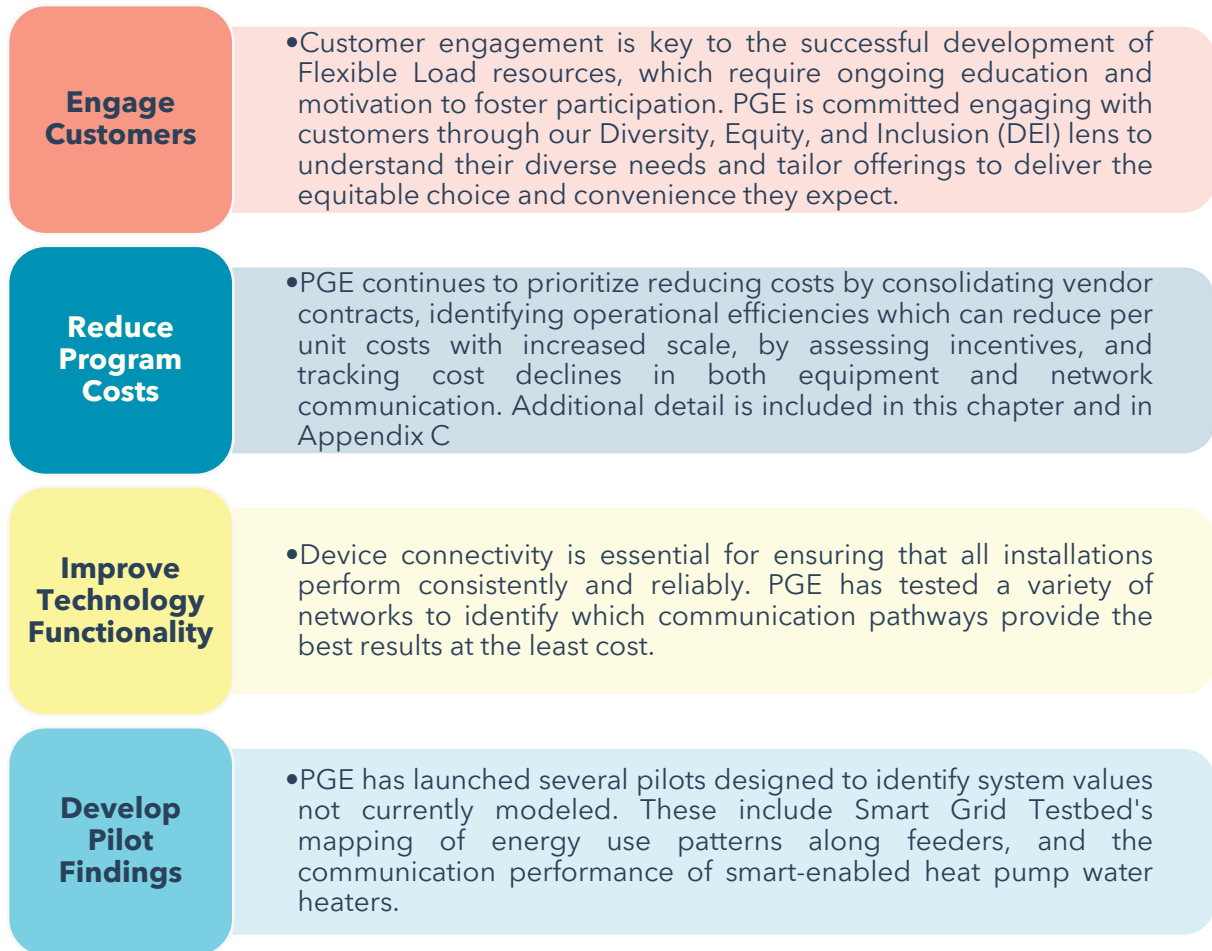 Engage
Customers
•Customer engagement is key to the successful development of
Flexible Load resources, which require ongoing education and
motivation to foster participation. PGE is committed engaging with
customers through our Diversity, Equity, and Inclusion (DEI) lens to
understand their diverse needs and tailor offerings to deliver the
equitable choice and convenience they expect.
Reduce
Program
Costs
•PGE continues to prioritize reducing costs by consolidating vendor
contracts, identifying operational efficiencies which can reduce per
unit costs with increased scale, by assessing incentives, and
tracking cost declines in both equipment and network
communication. Additional detail is included in this chapter and in
Appendix C
Improve
Technology
Functionality
•Device connectivity is essential for ensuring that all installations
perform consistently and reliably. PGE has tested a variety of
networks to identify which communication pathways provide the
best results at the least cost.
Develop
Pilot
Findings
•PGE has launched several pilots designed to identify system values
not currently modeled. These include Smart Grid Testbed's
mapping of energy use patterns along feeders, and the
communication performance of smart-enabled heat pump water
heaters.